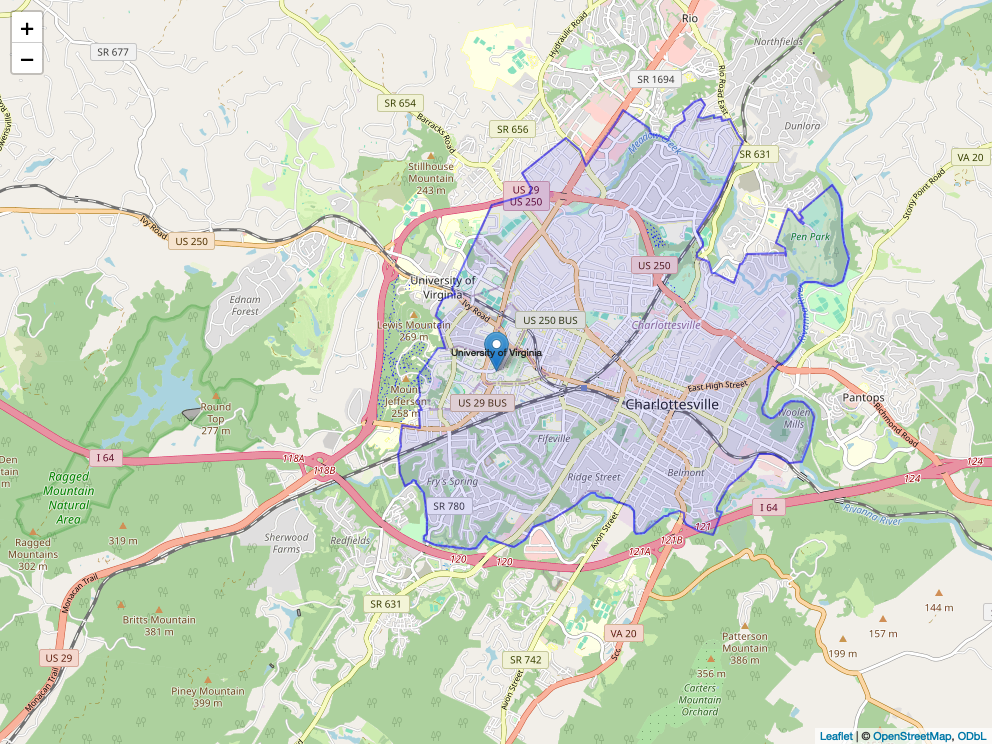 Rio
+
Hydraulic Road
Northfields
SR 677
−
Rio Road East
SR 1694
SR 654
Barracks Road
SR 656
Dunlora
Meadow Creek
SR 631
VA 20
Stillhouse
Mountain
243 m
US 29
US 250
Stony Point Road
Ivy Road
US 250
Pen Park
US 250
University of
Virginia
Ednam
Forest
Ivy Road
US 250 BUS
Lewis Mountain
269 m
Charlottesville
University of Virginia
Mount
Jefferson
258 m
East High Street
Round
Top
277 m
US 29 BUS
Charlottesville
Woolen
Mills
Pantops
Richmond Road
Fifeville
118A
I 64
118B
124
124
Ragged
Mountain
Natural
Area
Fry's Spring
Ridge Street
Belmont
SR 780
I 64
Rivanna River
Avon Street
121
Ragged
Mountains
302 m
319 m
Sherwood
Farms
Redfields
121B
121A
120
120
Monacan Trail
SR 631
144 m
Britts Mountain
381 m
VA 20
157 m
Patterson
Mountain
386 m
199 m
US 29
SR 742
356 m
Carters
Mountain
Orchard
Piney Mountain
399 m
Monacan Trail
Avon Street
Leaflet | © OpenStreetMap, ODbL